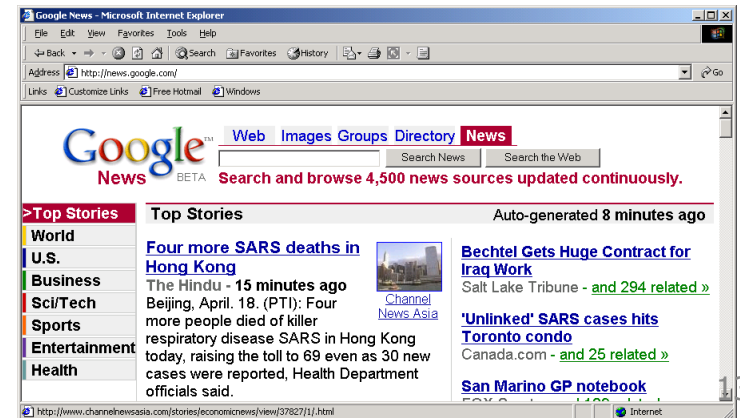 Google News - Microsoft Internet Explorer
File Edit View Favorites Tools Help
Back Search Favorites History
Address http://news.google.com/ Go
Links Customize Links Free Hotmail Windows
Google™ Web Images Groups Directory News
Search News Search the Web
News BETA Search and browse 4,500 news sources updated continuously.
>Top Stories
World
U.S.
Business
Sci/Tech
Sports
Entertainment
Health
Top Stories Auto-generated 8 minutes ago
Four more SARS deaths in
Hong Kong
The Hindu - 15 minutes ago
Beijing, April. 18. (PTI): Four
more people died of killer
respiratory disease SARS in Hong Kong
today, raising the toll to 69 even as 30 new
cases were reported, Health Department
officials said.
Channel
News Asia
Bechtel Gets Huge Contract for
Iraq Work
Salt Lake Tribune - and 294 related »
'Unlinked' SARS cases hits
Toronto condo
Canada.com - and 25 related »
San Marino GP notebook
http://www.channelnewsasia.com/stories/economicnews/view/37827/1/.html Internet